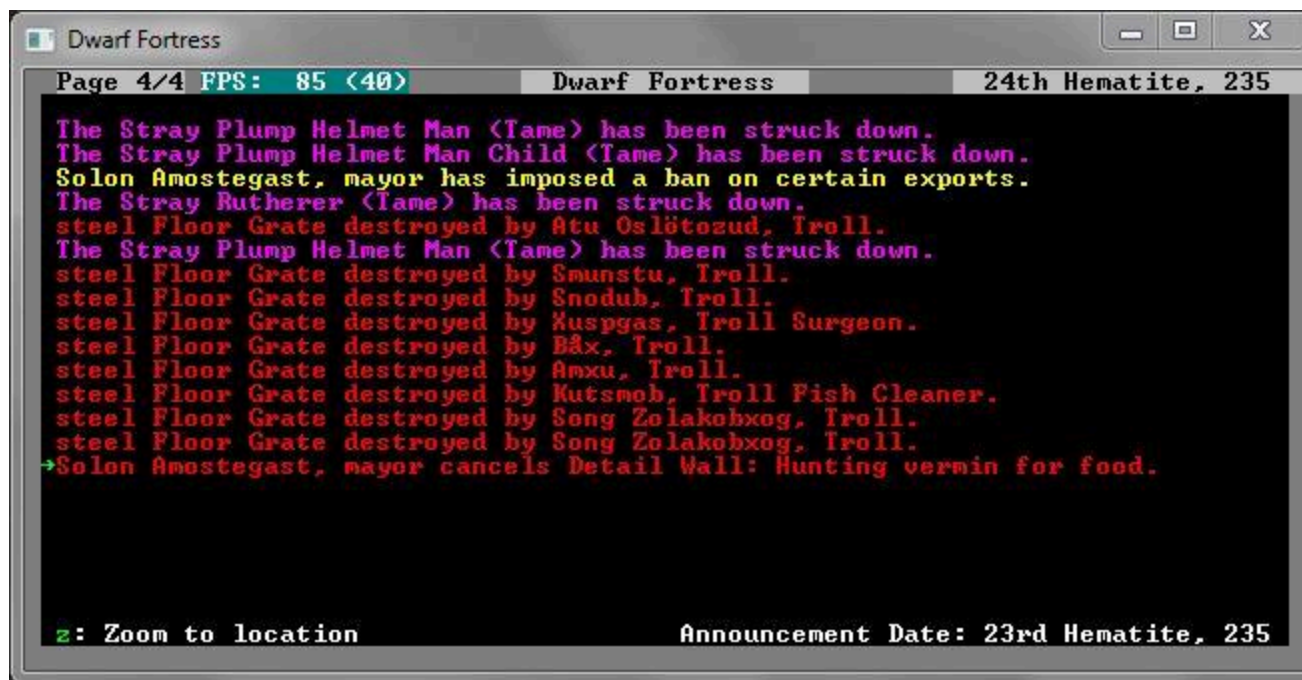 Dwarf Fortress
Page 4/4 FPS: 85 (40) Dwarf Fortress 24th Hematite, 235
The Stray Plump Helmet Man (Tame) has been struck down.
The Stray Plump Helmet Man Child (Tame) has been struck down.
Solon Amostegast, mayor has imposed a ban on certain exports.
The Stray Rutherer (Tame) has been struck down.
steel Floor Grate destroyed by Atu Oslötozud, Troll.
The Stray Plump Helmet Man (Tame) has been struck down.
steel Floor Grate destroyed by Smunstu, Troll.
steel Floor Grate destroyed by Snodub, Troll.
steel Floor Grate destroyed by Xuspgas, Troll Surgeon.
steel Floor Grate destroyed by Båx, Troll.
steel Floor Grate destroyed by Amxu, Troll.
steel Floor Grate destroyed by Kutsmob, Troll Fish Cleaner.
steel Floor Grate destroyed by Song Zolakobxog, Troll.
steel Floor Grate destroyed by Song Zolakobxog, Troll.
→Solon Amostegast, mayor cancels Detail Wall: Hunting vermin for food.
z: Zoom to location Announcement Date: 23rd Hematite, 235